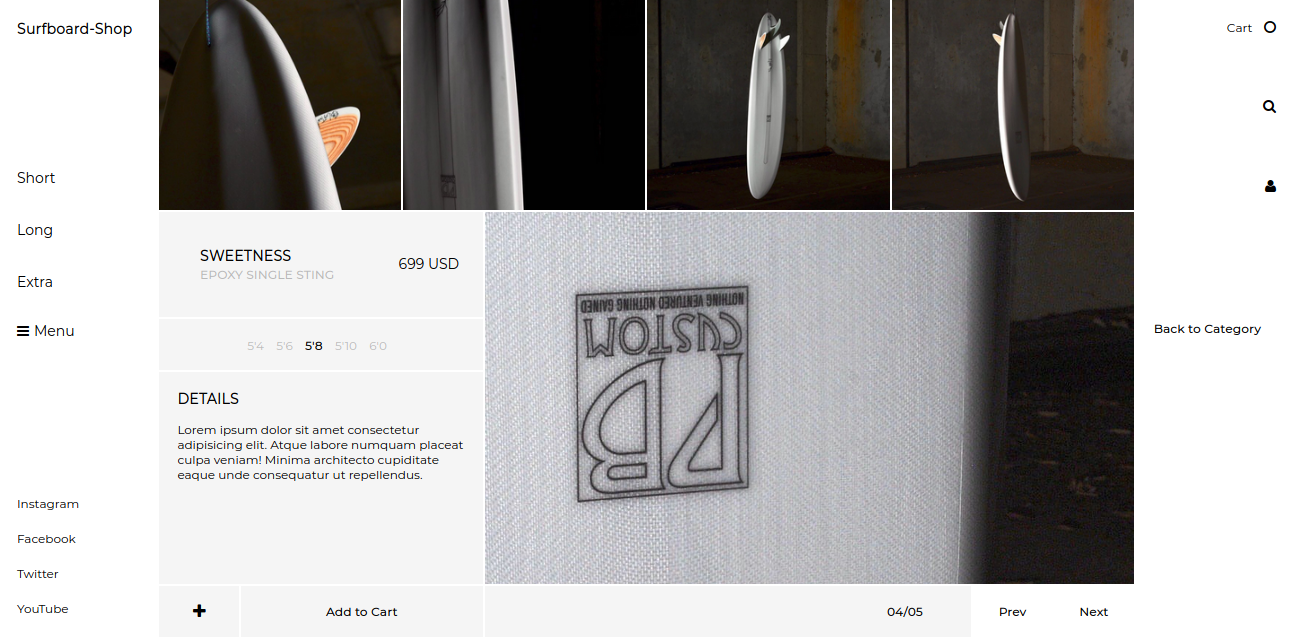 Surfboard-Shop
Cart
Short
Long
Extra
Menu
SWEETNESS
EPOXY SINGLE STING
699 USD
5'4 5'6 5'8 5'10 6'0
DETAILS
Lorem ipsum dolor sit amet consectetur
adipisicing elit. Atque labore numquam placeat
culpa veniam! Minima architecto cupiditate
eaque unde consequatur ut repellendus.
NOTHING VENTURED NOTHING GAINED
CUSTOM
Back to Category
Instagram
Facebook
Twitter
YouTube
Add to Cart
04/05
Prev
Next